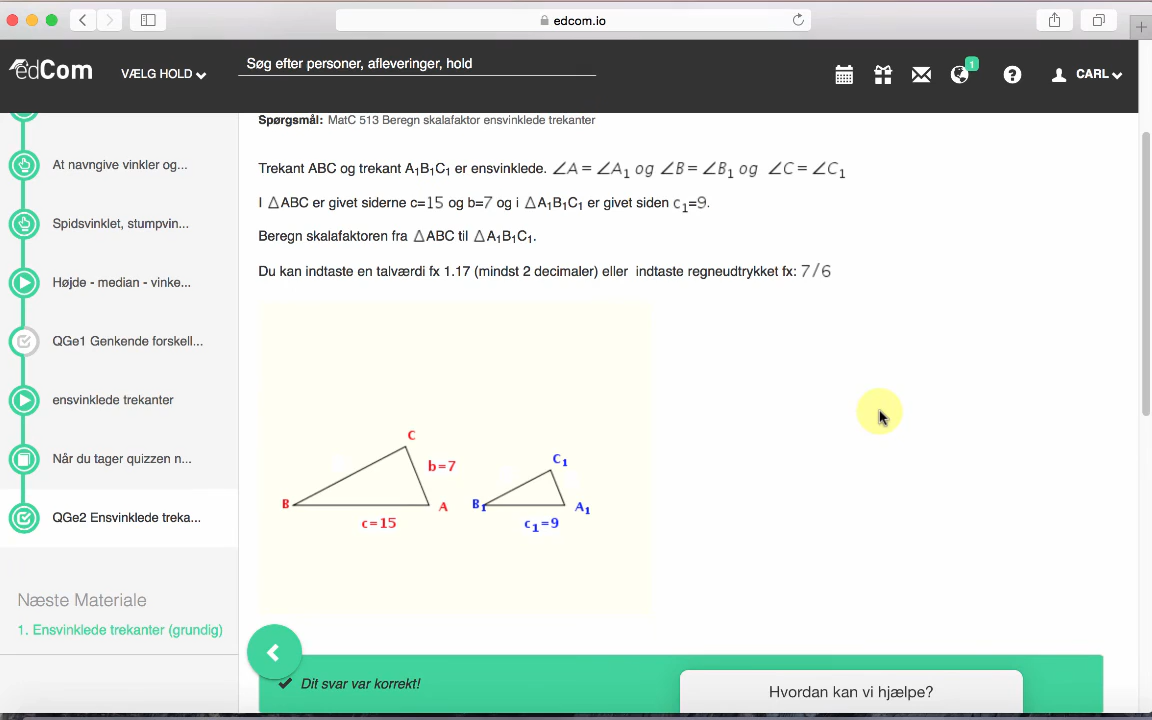 edcom.io
edCom
VÆLG HOLD
Søg efter personer, afleveringer, hold
1
CARL
At navngive vinkler og...
Spidsvinklet, stumpvin...
Højde - median - vinke...
QGe1 Genkende forskell...
ensvinklede trekanter
Når du tager quizzen n...
QGe2 Ensvinklede treka...
Næste Materiale
1. Ensvinklede trekanter (grundig)
Spørgsmål: MatC 513 Beregn skalafaktor ensvinklede trekanter
Trekant ABC og trekant A₁B₁C₁ er ensvinklede. ∠A = ∠A₁ og ∠B = ∠B₁ og ∠C = ∠C₁
I △ABC er givet siderne c=15 og b=7 og i △A₁B₁C₁ er givet siden c₁=9.
Beregn skalafaktoren fra △ABC til △A₁B₁C₁.
Du kan indtaste en talværdi fx 1.17 (mindst 2 decimaler) eller indtaste regneudtrykket fx: 7/6
C
b=7
B
A
c=15
C₁
B₁
A₁
c₁=9
Dit svar var korrekt!
Hvordan kan vi hjælpe?